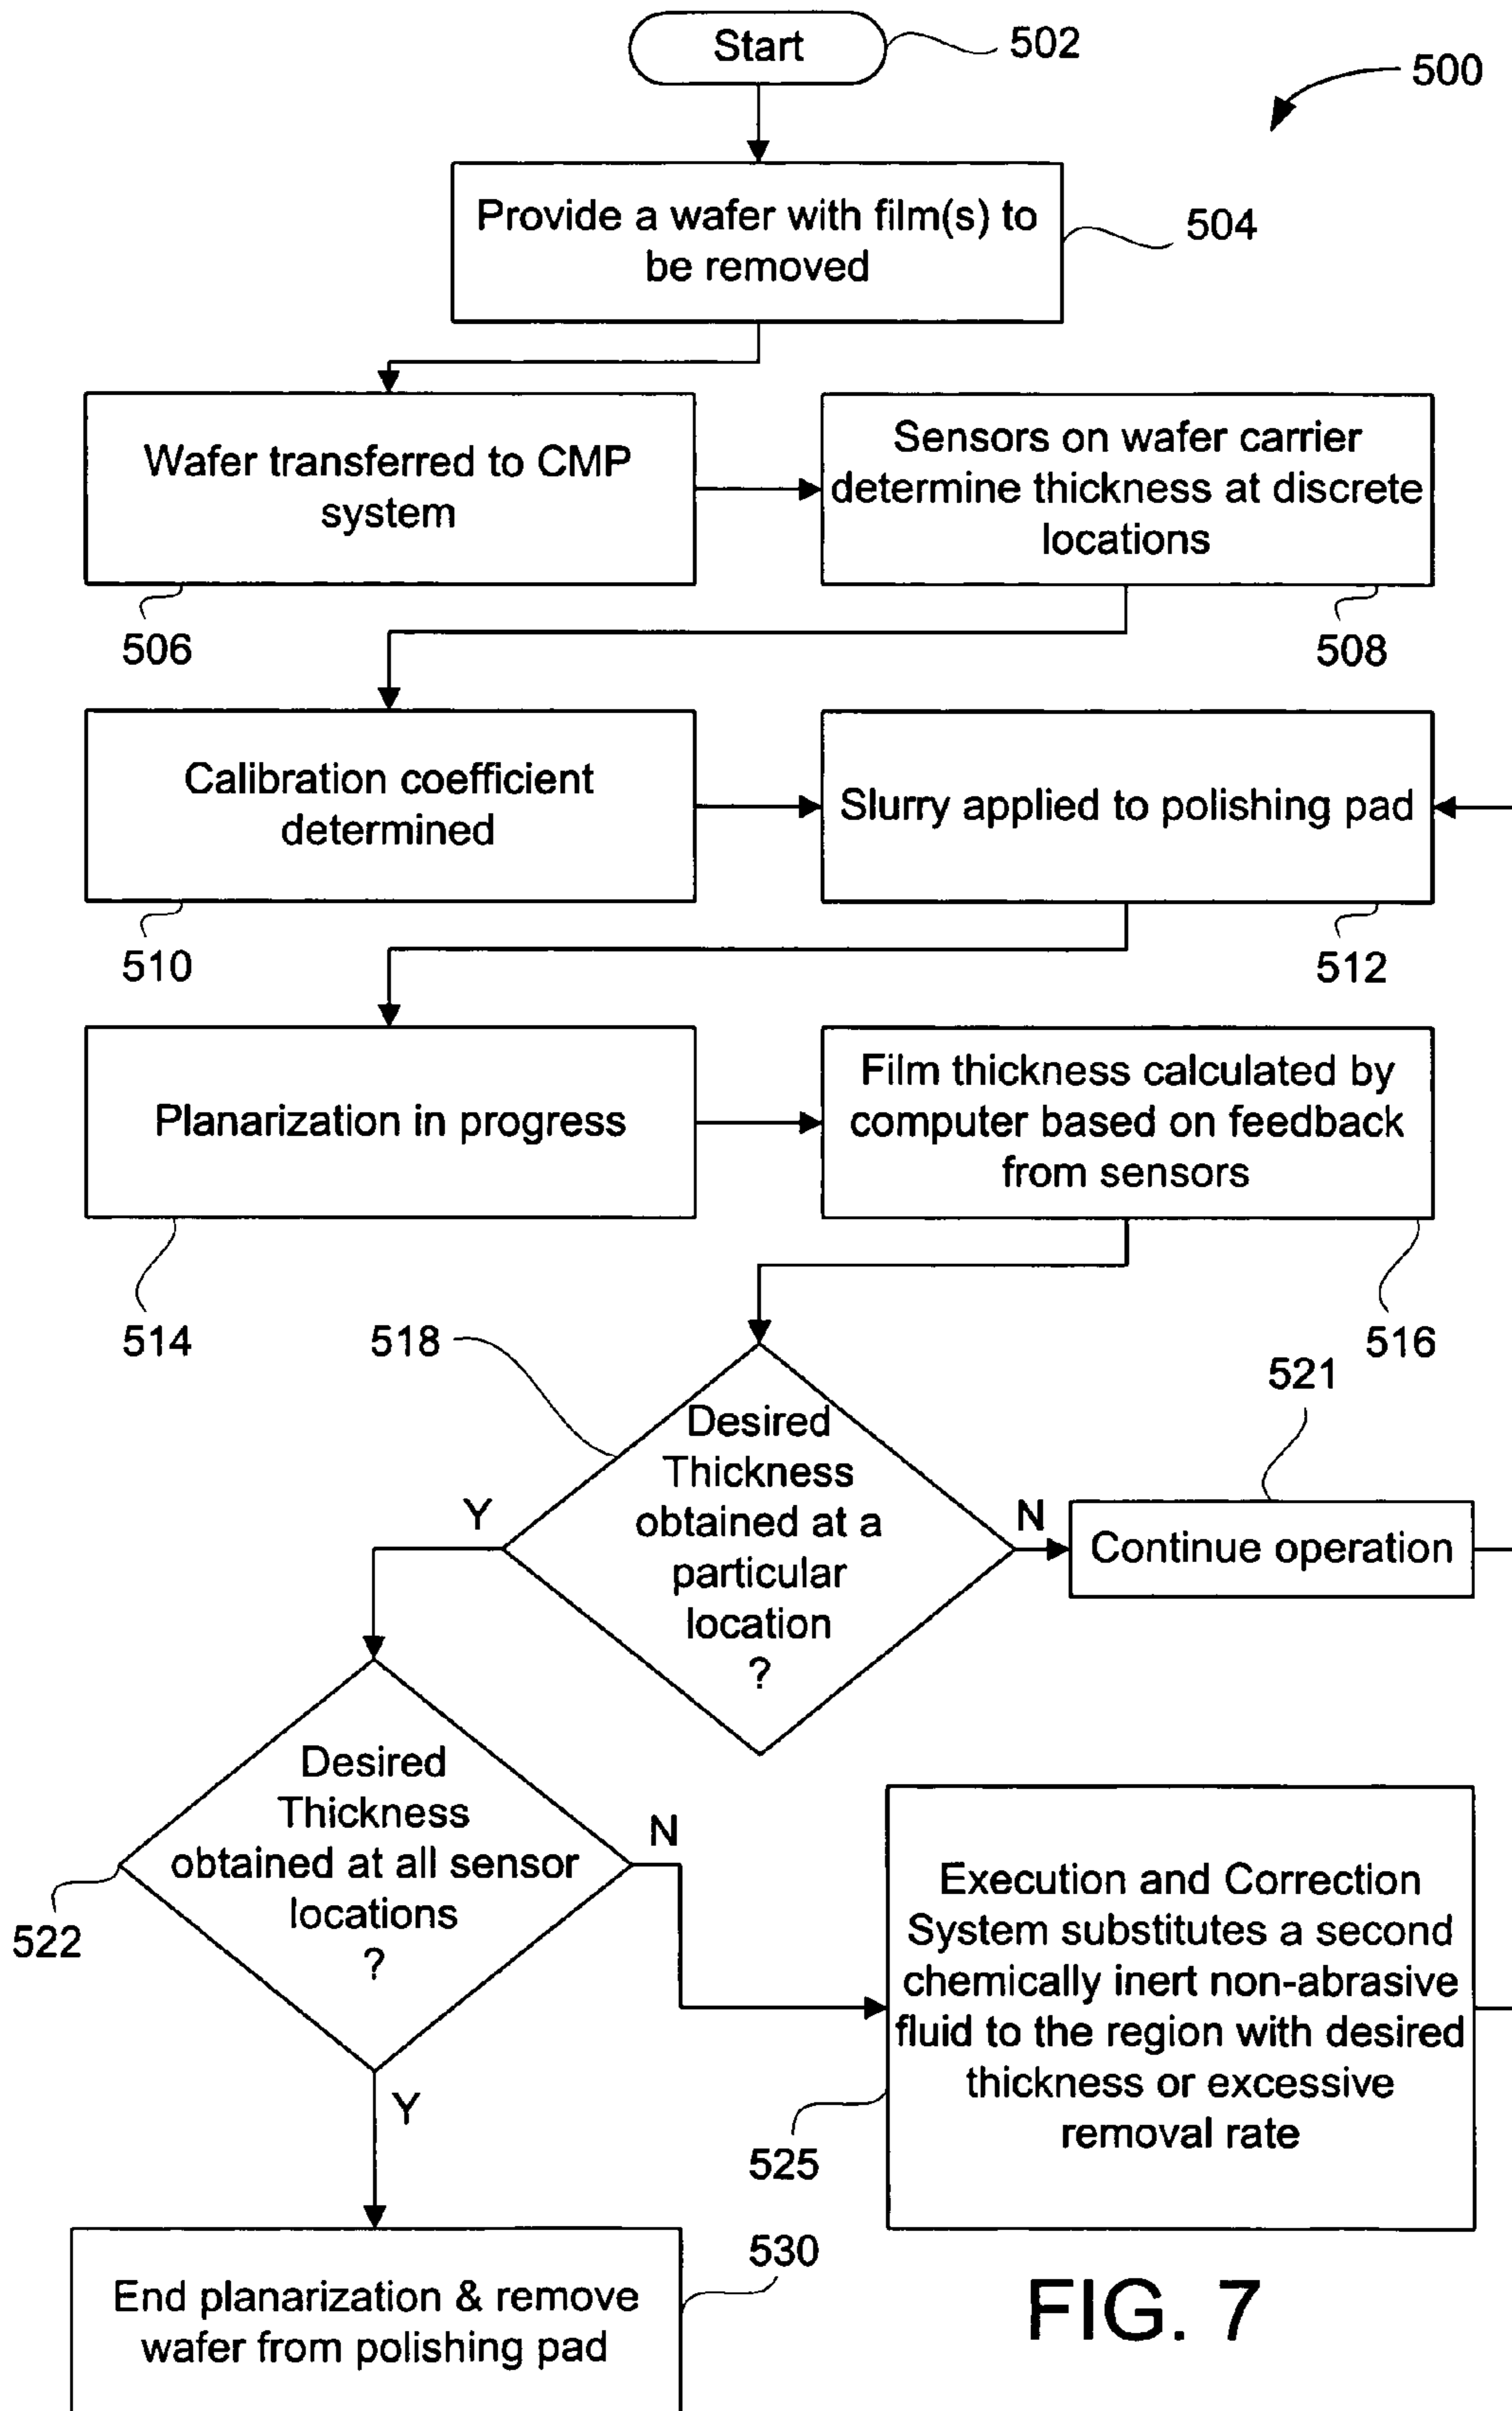 Start
502
500
Provide a wafer with film(s) to
be removed
504
Wafer transferred to CMP
system
506
Sensors on wafer carrier
determine thickness at discrete
locations
508
Calibration coefficient
determined
510
Slurry applied to polishing pad
512
Planarization in progress
514
Film thickness calculated by
computer based on feedback
from sensors
516
518
Desired
Thickness
obtained at a
particular
location
?
Y
N
521
Continue operation
522
Desired
Thickness
obtained at all sensor
locations
?
N
Y
Execution and Correction
System substitutes a second
chemically inert non-abrasive
fluid to the region with desired
thickness or excessive
removal rate
525
End planarization & remove
wafer from polishing pad
530
FIG. 7